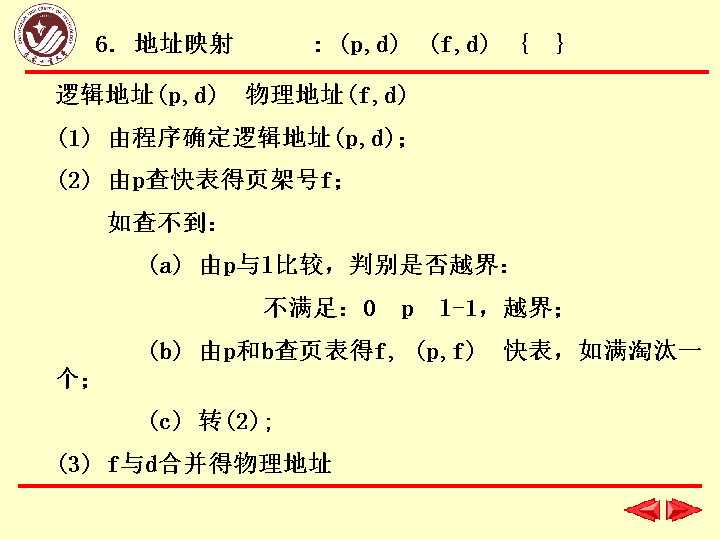 6. 地址映射 : (p,d) (f,d) { }
逻辑地址(p,d) 物理地址(f,d)
(1) 由程序确定逻辑地址(p,d);
(2) 由p查快表得页架号f;
如查不到:
(a) 由p与l比较，判别是否越界:
不满足: 0 p l-1，越界;
(b) 由p和b查页表得f, (p,f) 快表，如满淘汰一
个;
(c) 转(2);
(3) f与d合并得物理地址